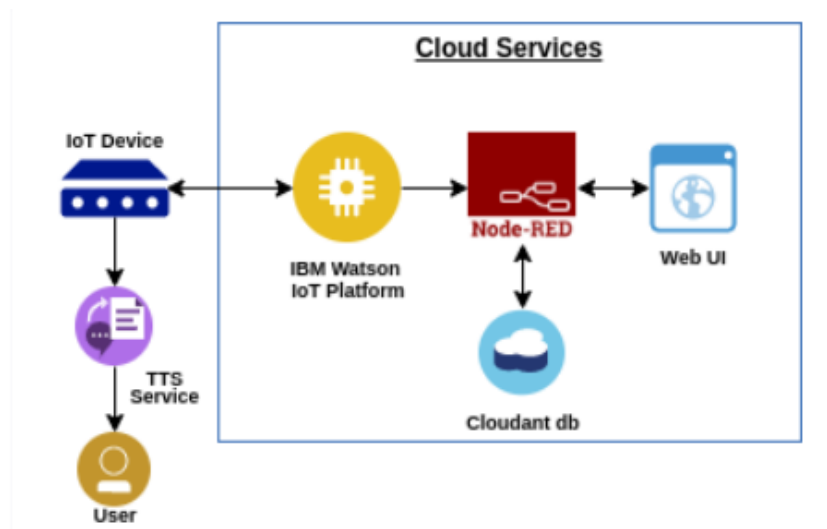 Cloud Services
IoT Device
IBM Watson
IoT Platform
Node-RED
Web UI
TTS
Service
Cloudant db
User